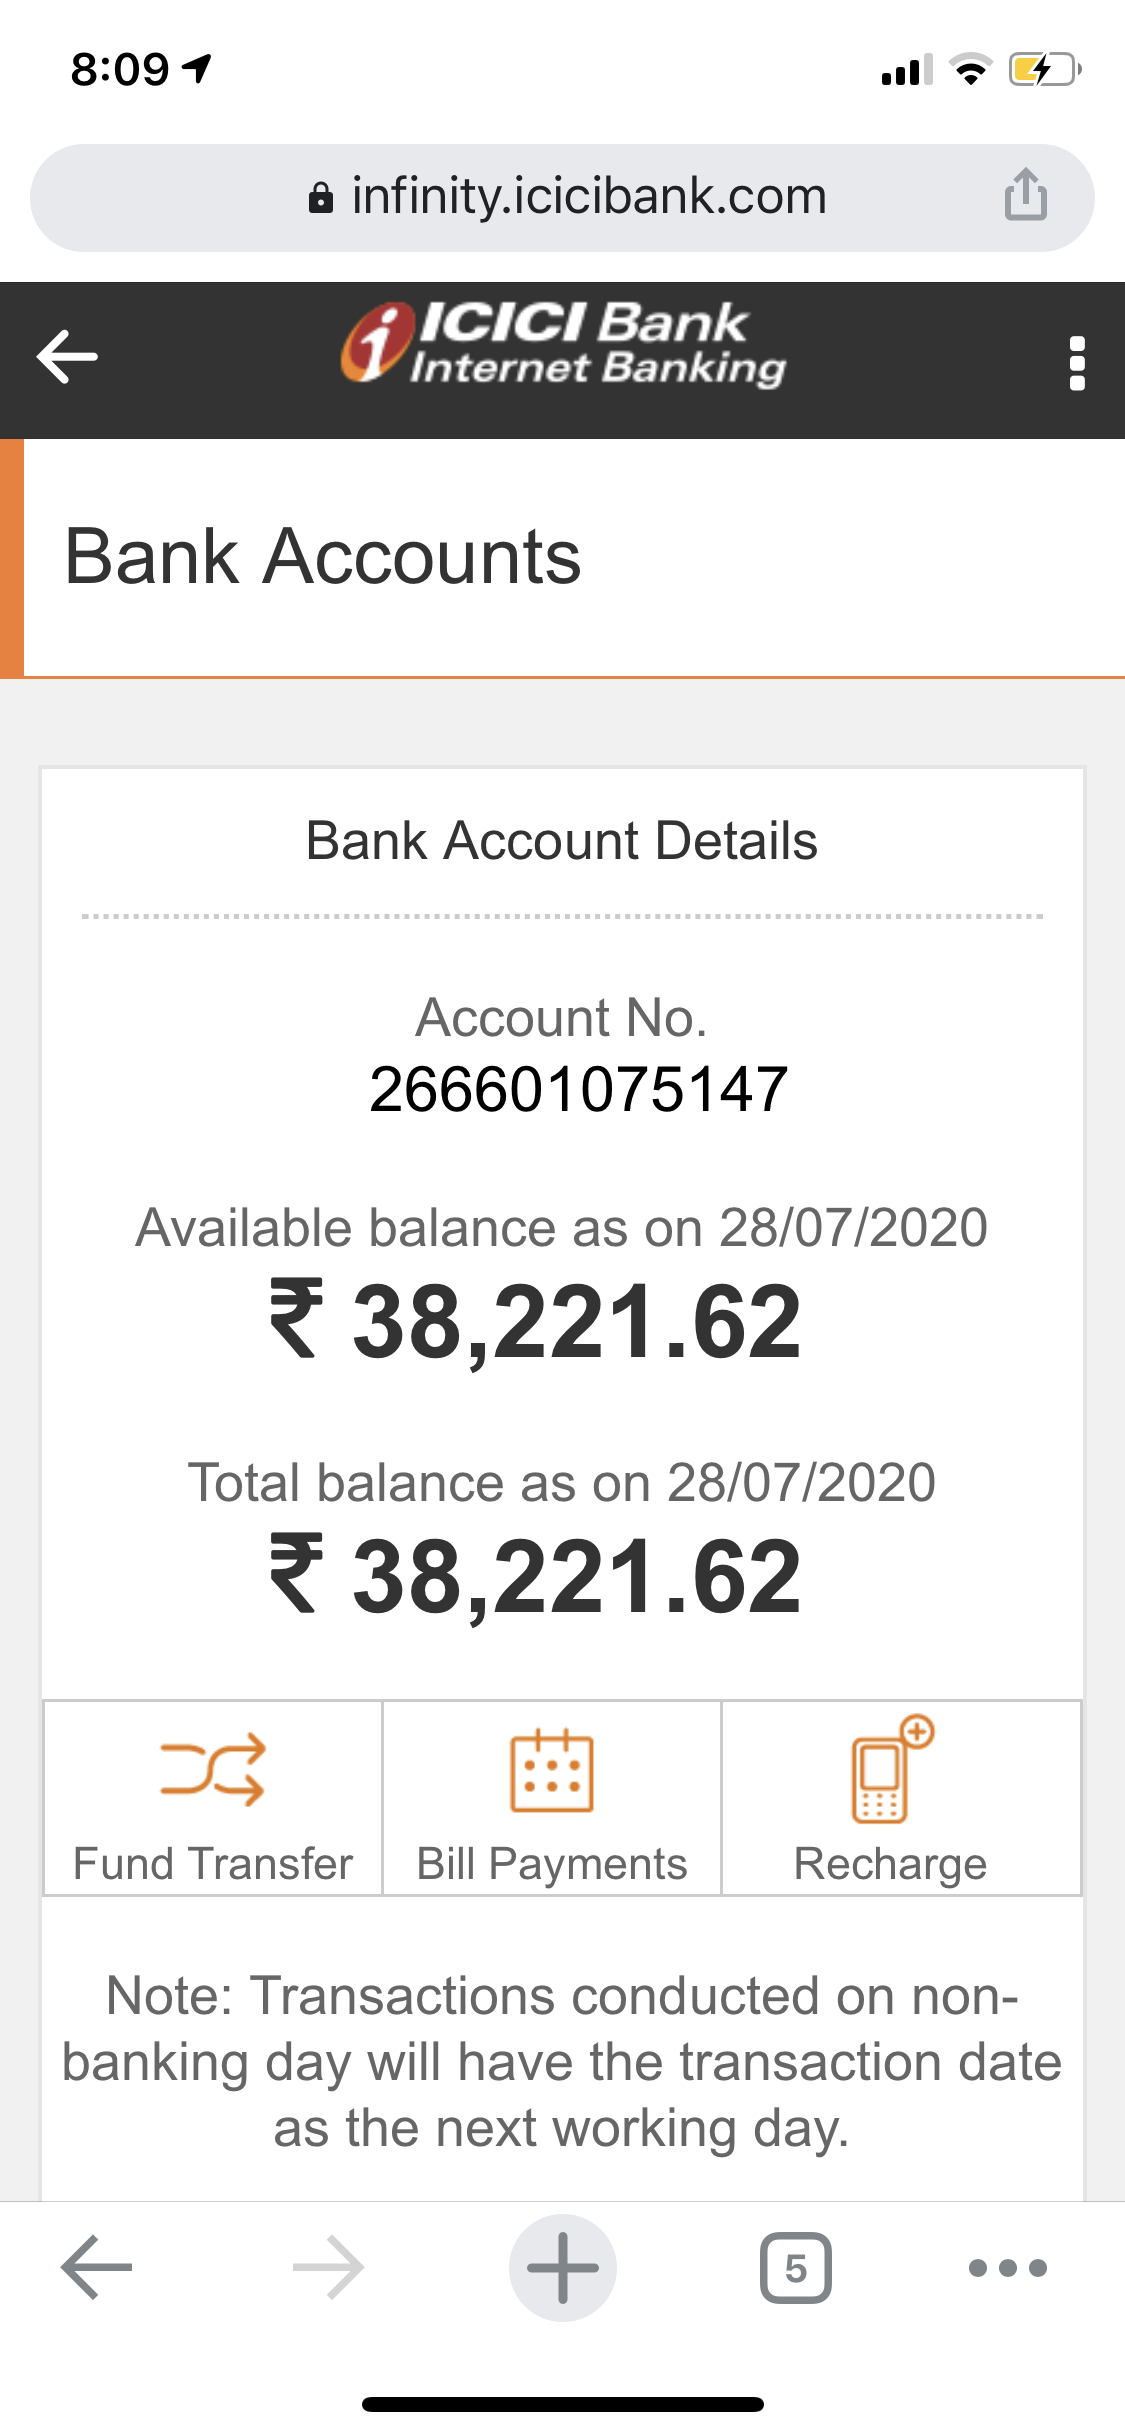 8:09
infinity.icicibank.com
ICICI Bank
Internet Banking
Bank Accounts
Bank Account Details
Account No.
266601075147
Available balance as on 28/07/2020
₹ 38,221.62
Total balance as on 28/07/2020
₹ 38,221.62
Fund Transfer Bill Payments Recharge
Note: Transactions conducted on non-
banking day will have the transaction date
as the next working day.
5